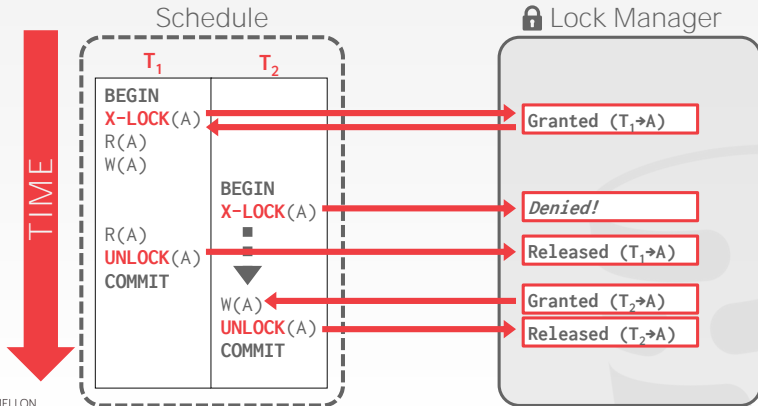 Schedule
Lock Manager
TIME
T1 T2
BEGIN
X-LOCK(A)
Granted (T1→A)
R(A)
W(A)
BEGIN
X-LOCK(A)
Denied!
R(A)
UNLOCK(A)
Released (T1→A)
COMMIT
Granted (T2→A)
W(A)
UNLOCK(A)
Released (T2→A)
COMMIT